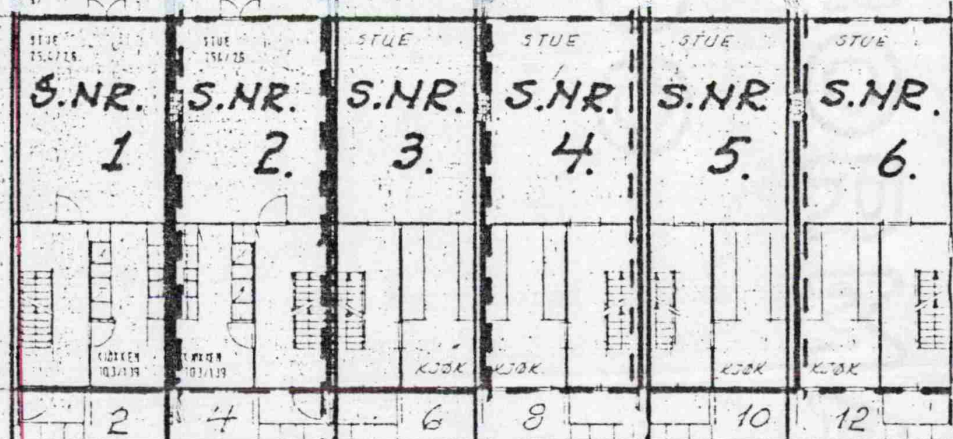 STUE STUE STUE STUE STUE STUE
S.NR. S.NR. S.NR. S.NR. S.NR. S.NR.
1 2. 3. 4. 5. 6.
KJØKKEN KJØKKEN KJØK KJØK KJØK KJØK
2 4 6 8 10 12